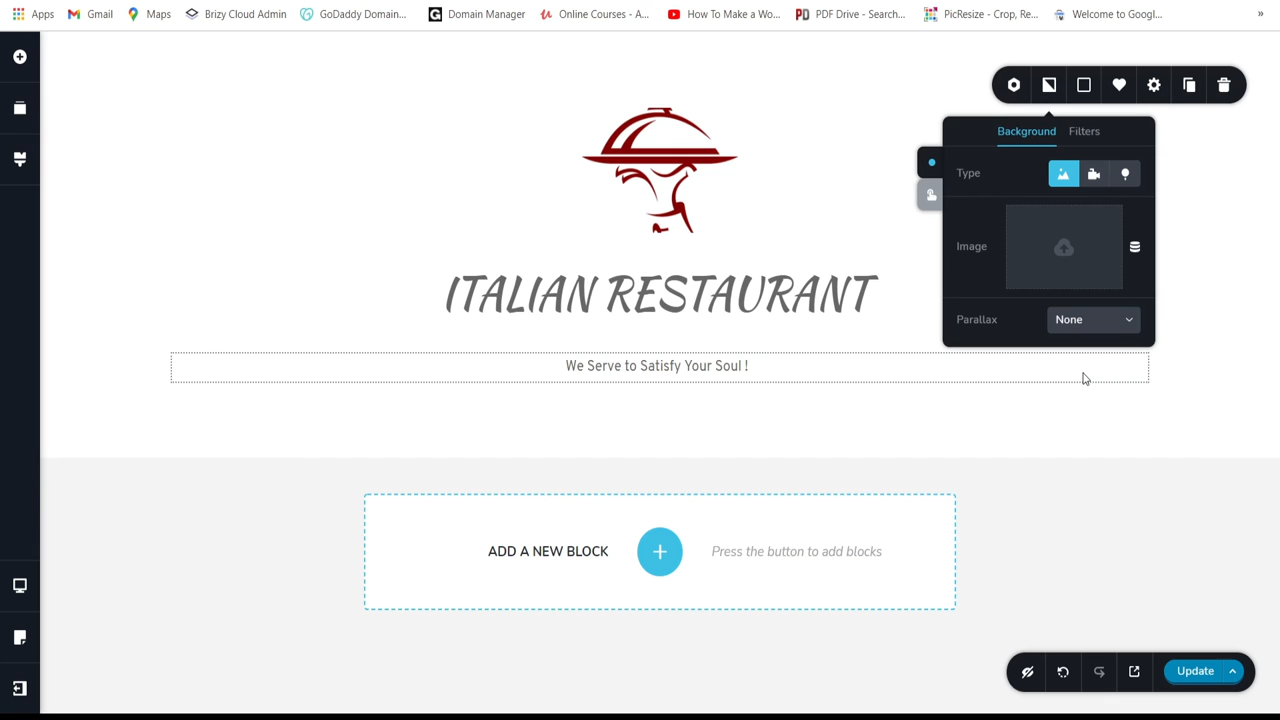 Apps Gmail Maps Brizy Cloud Admin GoDaddy Domain... Domain Manager Online Courses - A... How To Make a Wo... PDF Drive - Search... PicResize - Crop, Re... Welcome to Googl... »
Background Filters
Type
Image
ITALIAN RESTAURANT
Parallax None
We Serve to Satisfy Your Soul !
ADD A NEW BLOCK + Press the button to add blocks
Update